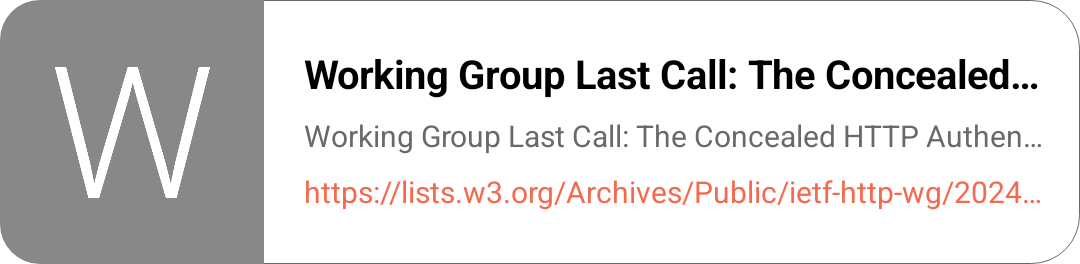 W
Working Group Last Call: The Concealed...
Working Group Last Call: The Concealed HTTP Authen...
https://lists.w3.org/Archives/Public/ietf-http-wg/2024...